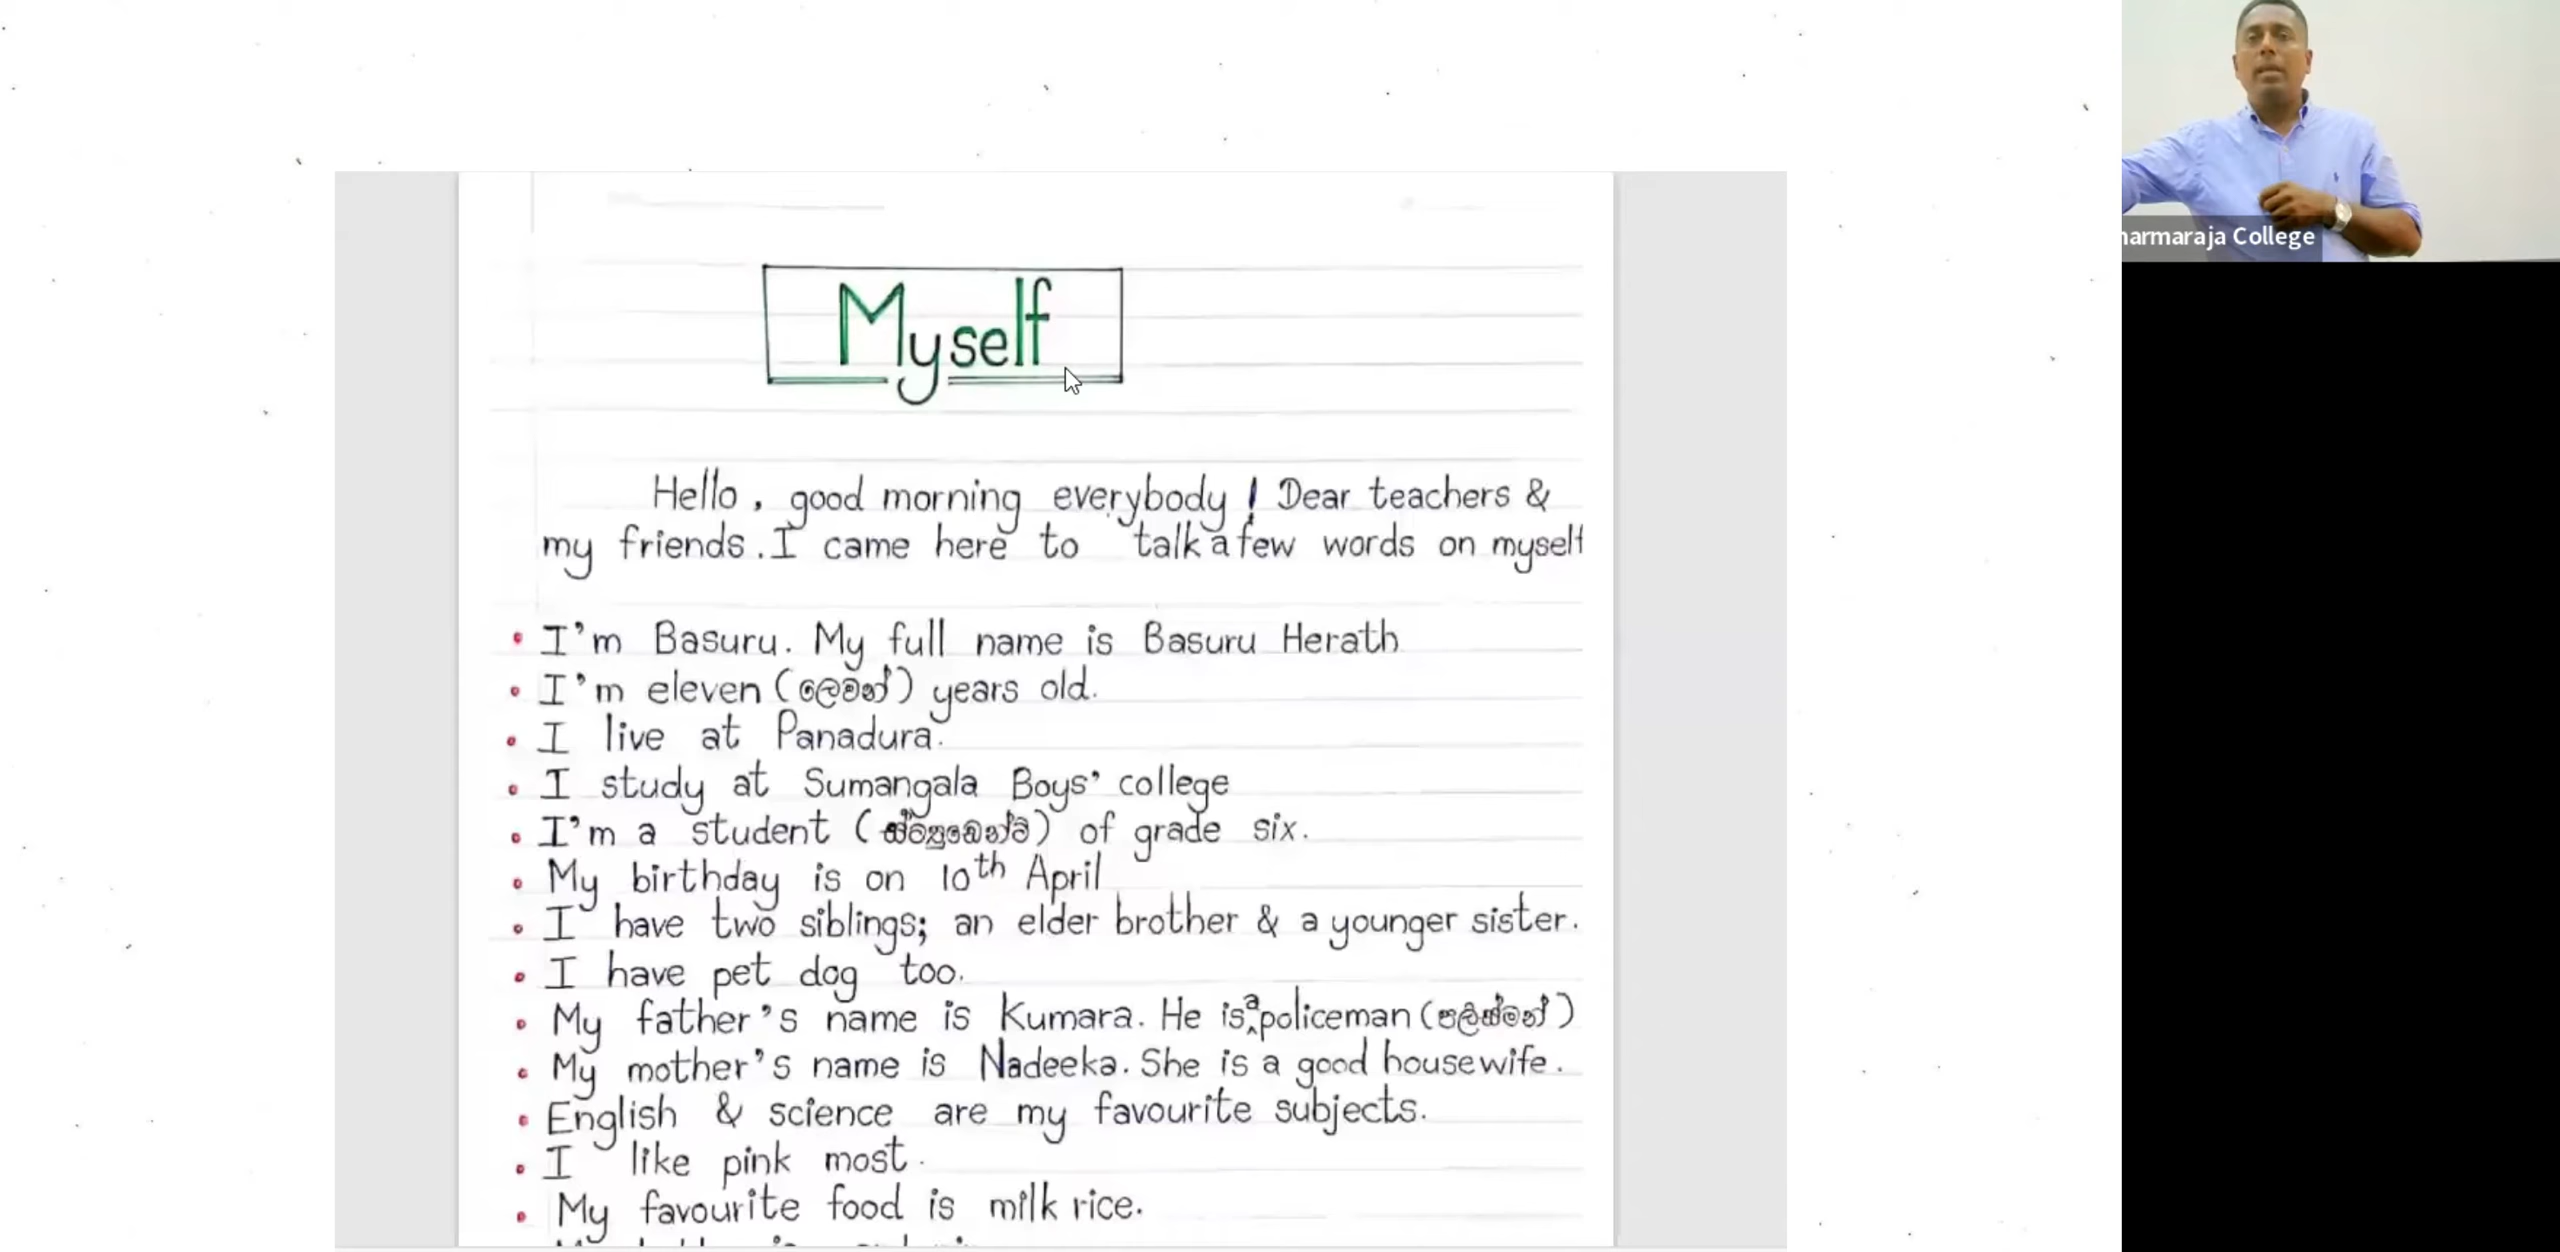 Myself
Hello, good morning everybody! Dear teachers &
my friends. I came here to talk a few words on myself
• I'm Basuru. My full name is Basuru Herath
• I'm eleven (ලෙවන්) years old.
• I live at Panadura.
• I study at Sumangala Boys' college
• I'm a student (ස්ටියුඩෙන්ට්) of grade six.
• My birthday is on 10th April
• I have two siblings; an elder brother & a younger sister.
• I have pet dog too.
• My father's name is Kumara. He is a policeman (පලිස්මන්)
• My mother's name is Nadeeka. She is a good housewife.
• English & science are my favourite subjects.
• I like pink most.
• My favourite food is milk rice.
harmaraja College